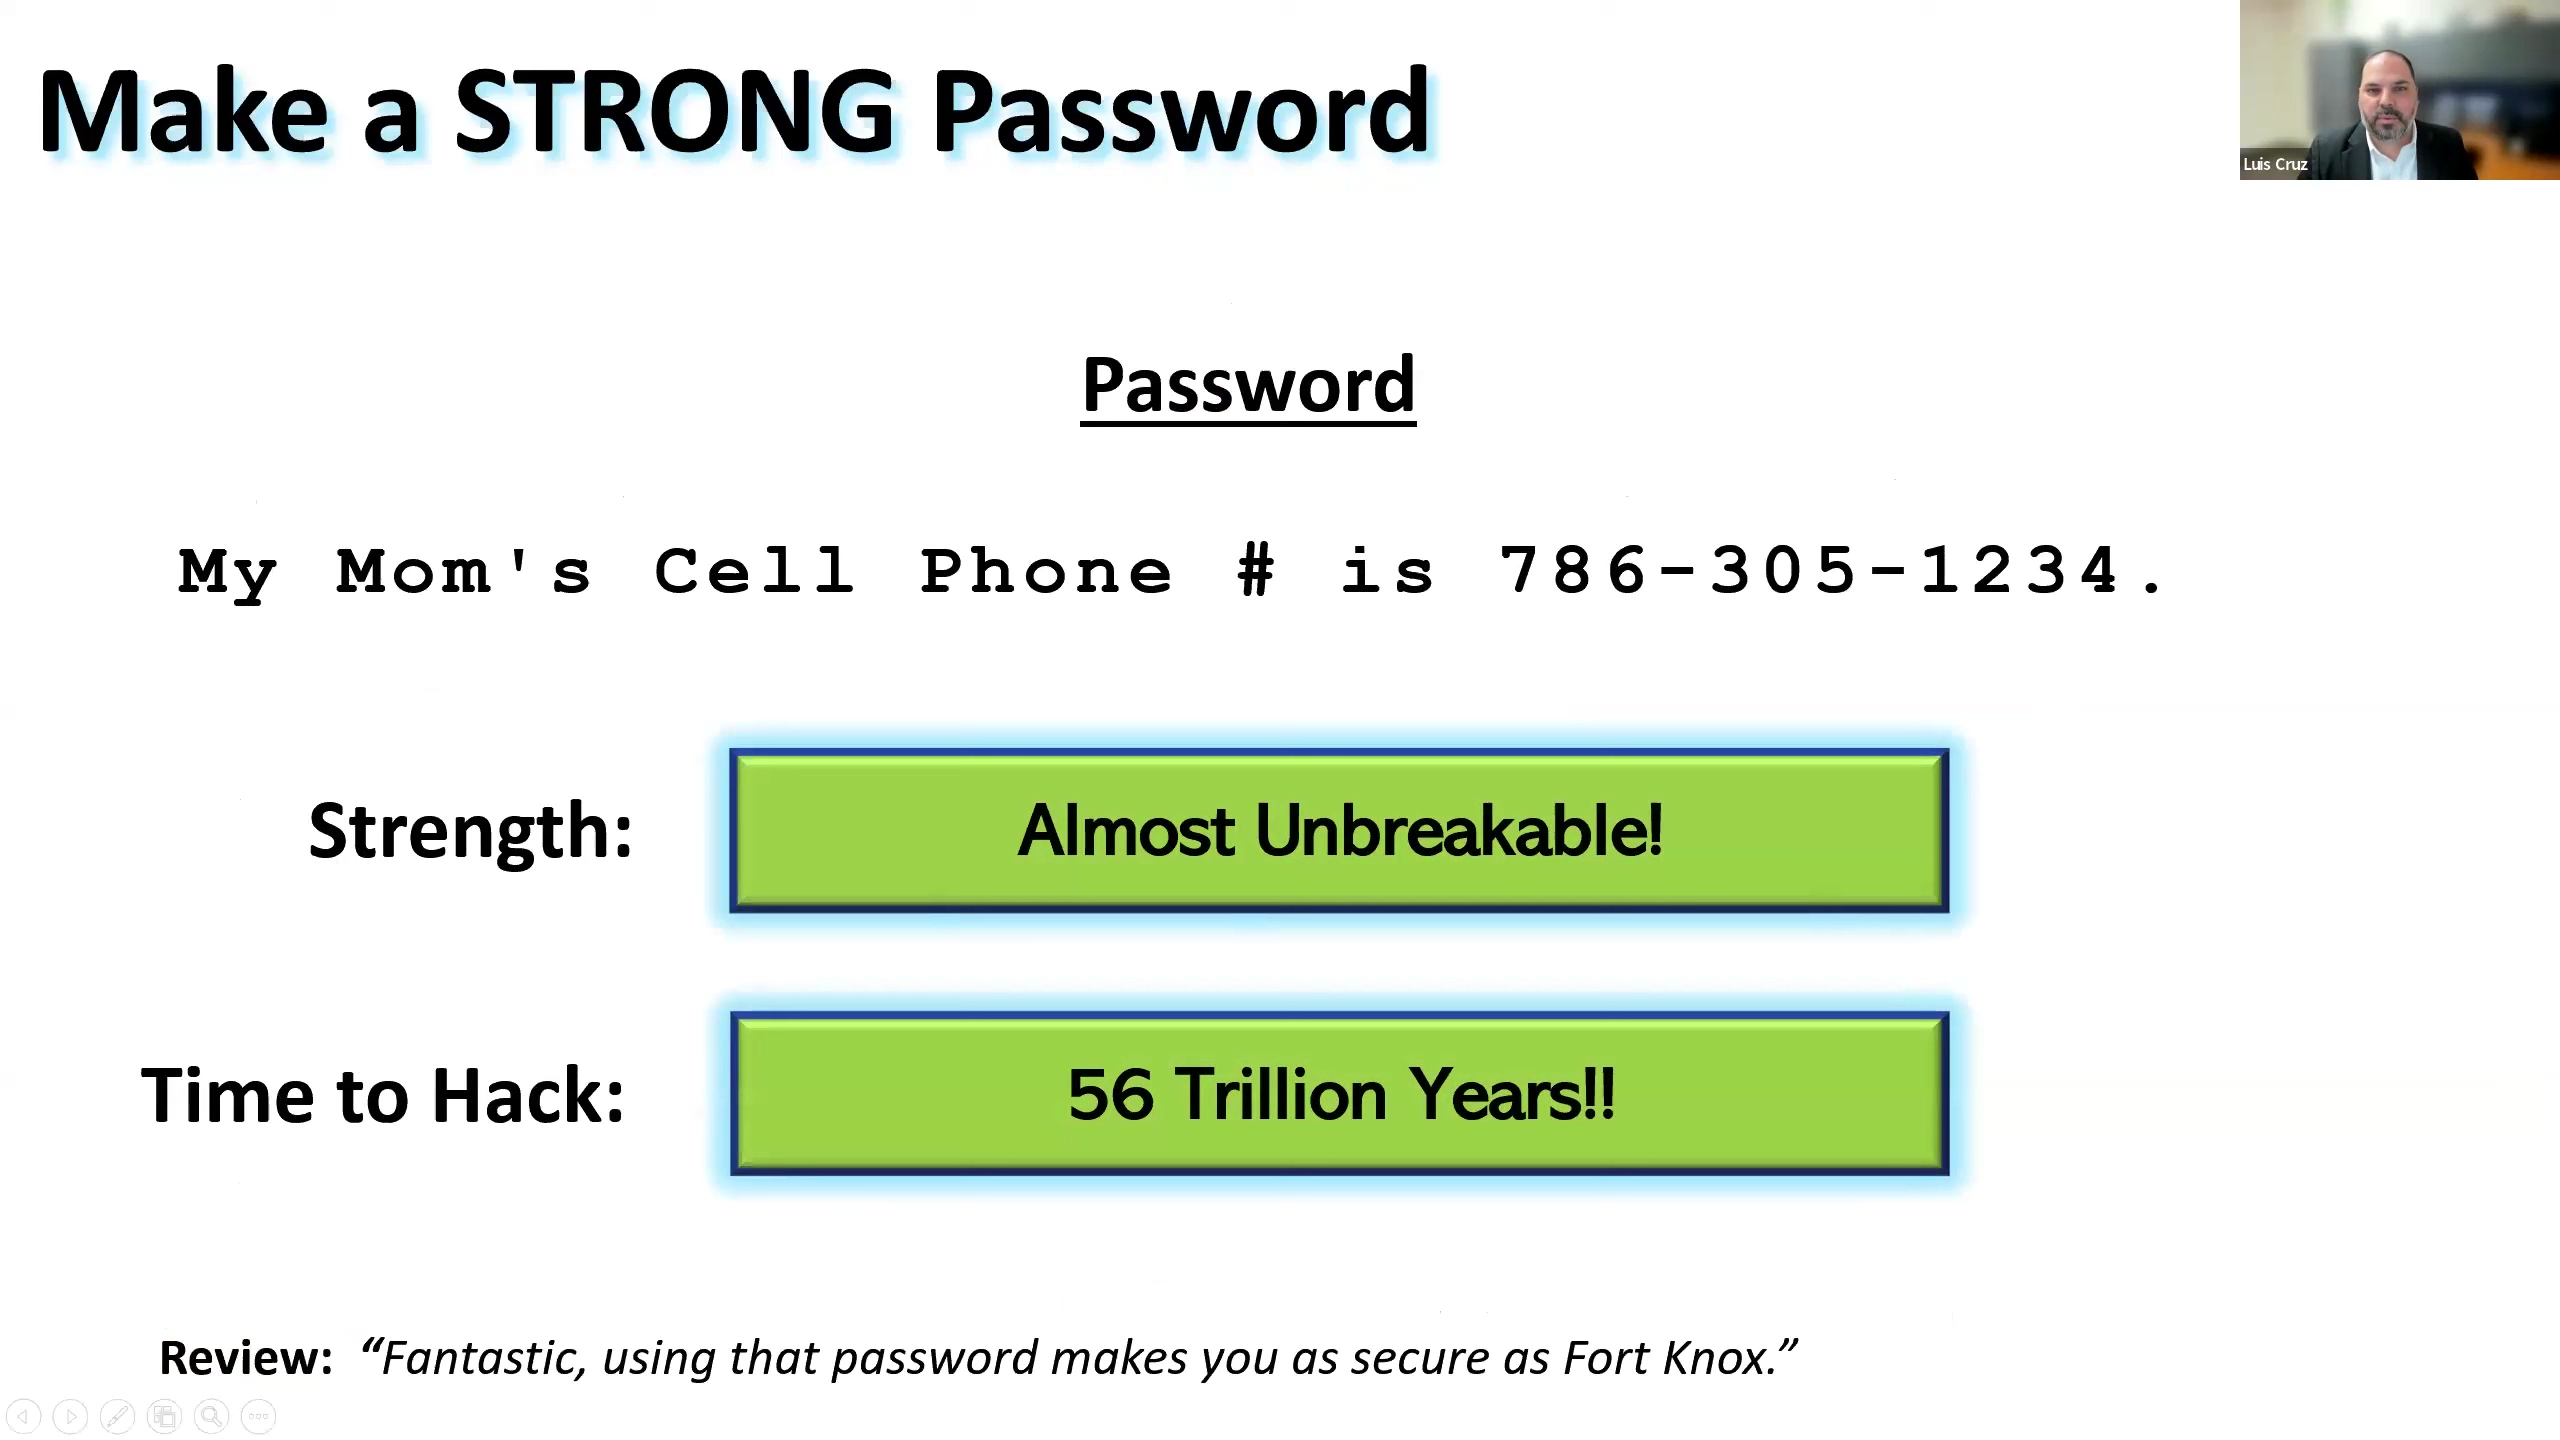 Make a STRONG Password
Luis Cruz
Password
My Mom's Cell Phone # is 786-305-1234.
Strength: Almost Unbreakable!
Time to Hack: 56 Trillion Years!!
Review: “Fantastic, using that password makes you as secure as Fort Knox.”